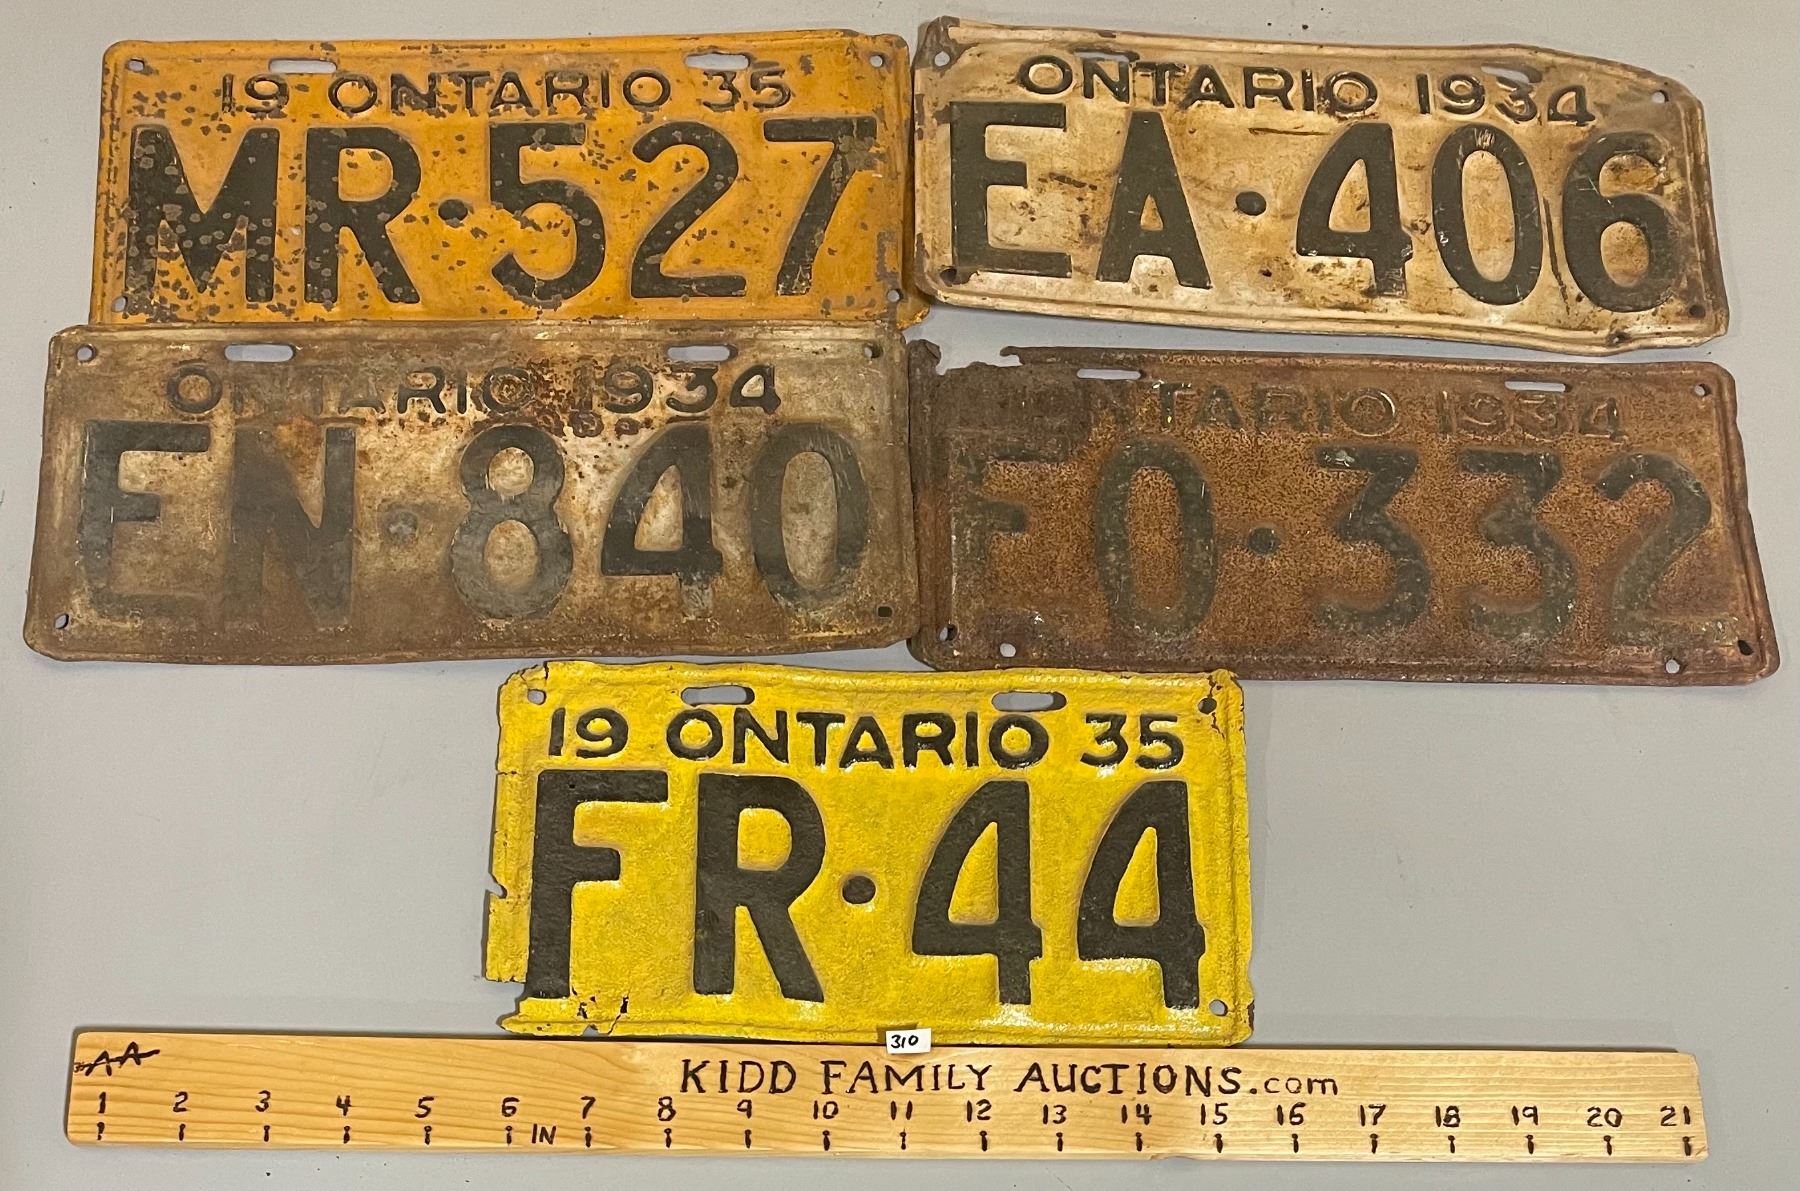 19 ONTARIO 35
MR·527
ONTARIO 1934
EA·406
ONTARIO 1934
EN·840
ONTARIO 1934
FO·332
19 ONTARIO 35
FR·44
310
KIDD FAMILY AUCTIONS.com
1 2 3 4 5 6 7 8 9 10 11 12 13 14 15 16 17 18 19 20 21
IN